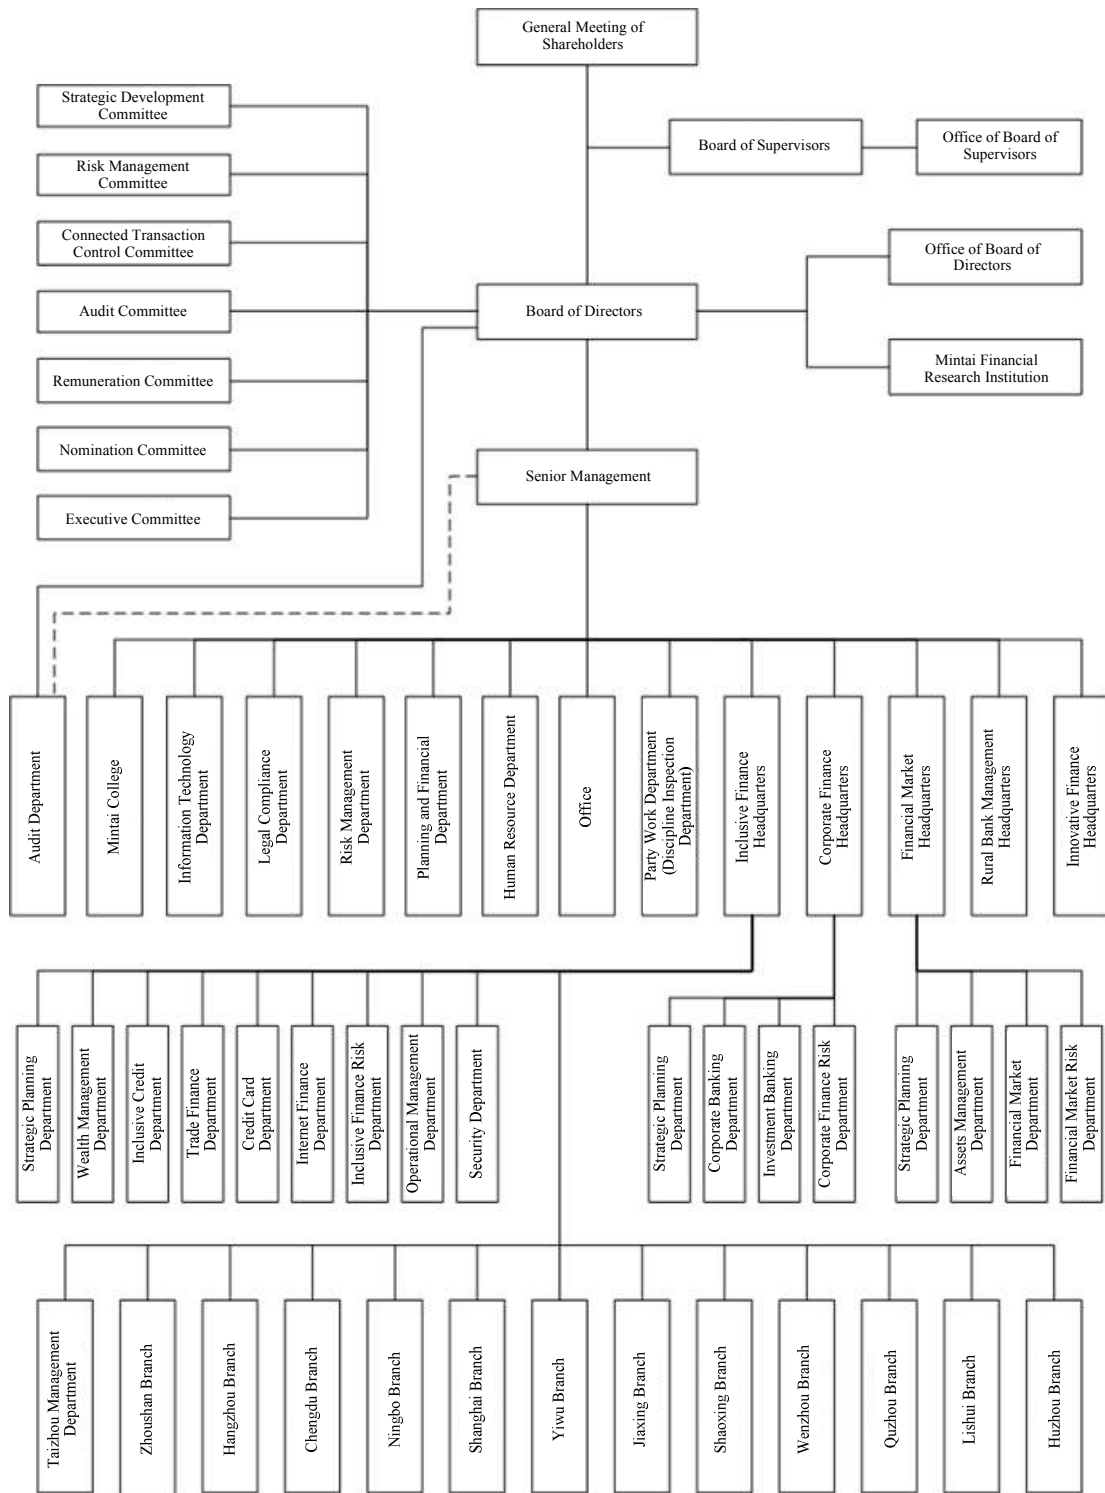 General Meeting of
Shareholders
Strategic Development
Committee
Board of Supervisors
Office of Board of
Supervisors
Risk Management
Committee
Connected Transaction
Control Committee
Office of Board of
Directors
Audit Committee
Board of Directors
Remuneration Committee
Mintai Financial
Research Institution
Nomination Committee
Senior Management
Executive Committee
Audit Department
Mintai College
Information Technology
Department
Legal Compliance
Department
Risk Management
Department
Planning and Financial
Department
Human Resource Department
Office
Party Work Department
(Discipline Inspection
Department)
Inclusive Finance
Headquarters
Corporate Finance
Headquarters
Financial Market
Headquarters
Rural Bank Management
Headquarters
Innovative Finance
Headquarters
Strategic Planning
Department
Wealth Management
Department
Inclusive Credit
Department
Trade Finance
Department
Credit Card
Department
Internet Finance
Department
Inclusive Finance Risk
Department
Operational Management
Department
Security Department
Strategic Planning
Department
Corporate Banking
Department
Investment Banking
Department
Corporate Finance Risk
Department
Strategic Planning
Department
Assets Management
Department
Financial Market
Department
Financial Market Risk
Department
Taizhou Management
Department
Zhoushan Branch
Hangzhou Branch
Chengdu Branch
Ningbo Branch
Shanghai Branch
Yiwu Branch
Jiaxing Branch
Shaoxing Branch
Wenzhou Branch
Quzhou Branch
Lishui Branch
Huzhou Branch